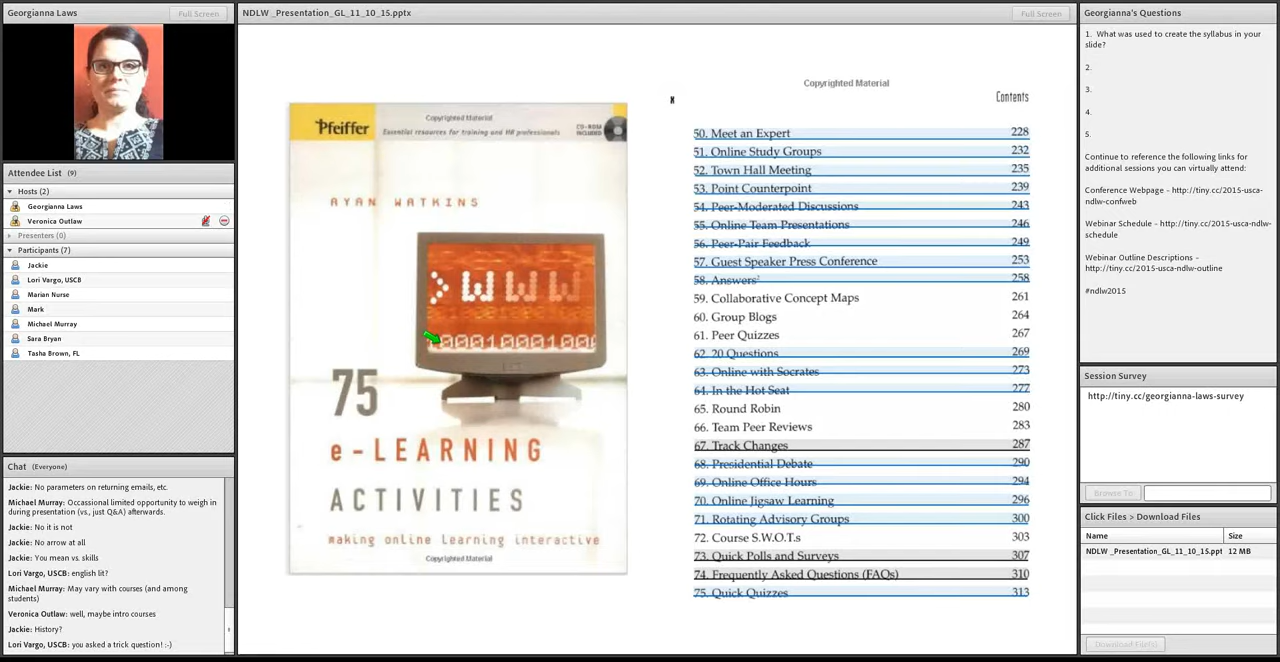 Georgianna Laws
Full Screen
Attendee List (9)
Hosts (2)
Georgianna Laws
Veronica Outlaw
Presenters (0)
Participants (7)
Jackie
Lori Vargo, USCB
Marian Nurse
Mark
Michael Murray
Sara Bryan
Tasha Brown, FL
Chat (Everyone)
Jackie: No parameters on returning emails, etc.
Michael Murray: Occassional limited opportunity to weigh in
during presentation (vs., just Q&A) afterwards.
Jackie: No it is not
Jackie: No arrow at all
Jackie: You mean vs. skills
Lori Vargo, USCB: english lit?
Michael Murray: May vary with courses (and among
students)
Veronica Outlaw: well, maybe intro courses
Jackie: History?
Lori Vargo, USCB: you asked a trick question! :-)
NDLW _Presentation_GL_11_10_15.pptx
Full Screen
Copyrighted Material
Pfeiffer
Essential resources for training and HR professionals
CD-ROM
INCLUDED
RYAN WATKINS
>WWW
75
e-LEARNING
ACTIVITIES
making online learning interactive
Copyrighted Material
Copyrighted Material
x
Contents
50. Meet an Expert 228
51. Online Study Groups 232
52. Town Hall Meeting 235
53. Point Counterpoint 239
54. Peer-Moderated Discussions 243
55. Online Team Presentations 246
56. Peer-Pair Feedback 249
57. Guest Speaker Press Conference 253
58. Answers² 258
59. Collaborative Concept Maps 261
60. Group Blogs 264
61. Peer Quizzes 267
62. 20 Questions 269
63. Online with Socrates 273
64. In the Hot Seat 277
65. Round Robin 280
66. Team Peer Reviews 283
67. Track Changes 287
68. Presidential Debate 290
69. Online Office Hours 294
70. Online Jigsaw Learning 296
71. Rotating Advisory Groups 300
72. Course S.W.O.T.s 303
73. Quick Polls and Surveys 307
74. Frequently Asked Questions (FAQs) 310
75. Quick Quizzes 313
Georgianna's Questions
1. What was used to create the syllabus in your
slide?
2.
3.
4.
5.
Continue to reference the following links for
additional sessions you can virtually attend:
Conference Webpage - http://tiny.cc/2015-usca-
ndlw-confweb
Webinar Schedule - http://tiny.cc/2015-usca-ndlw-
schedule
Webinar Outline Descriptions -
http://tiny.cc/2015-usca-ndlw-outline
#ndlw2015
Session Survey
http://tiny.cc/georgianna-laws-survey
Browse To
Click Files > Download Files
Name Size
NDLW _Presentation_GL_11_10_15.ppt 12 MB
Download File(s)